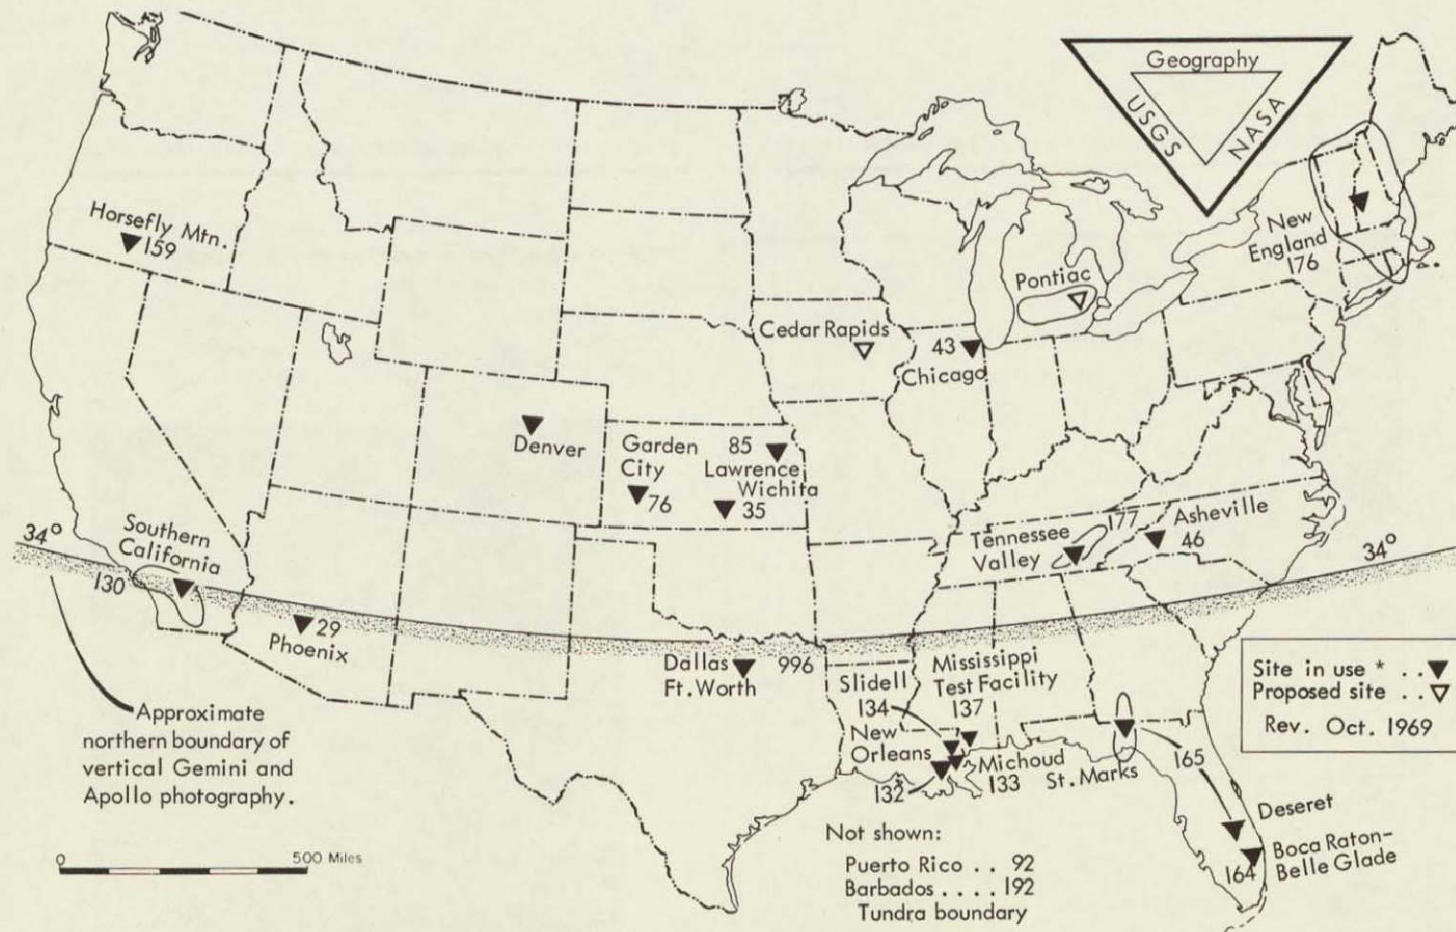 Geography
USGS
NASA
Horsefly Mtn.
159
New
England
176
Pontiac
Cedar Rapids
43
Chicago
Denver
Garden
City
76
85
Lawrence
Wichita
35
177
Tennessee
Valley
Asheville
46
34°
34°
Southern
California
130
29
Phoenix
Dallas
Ft. Worth
996
Slidell
134
Mississippi
Test Facility
137
New
Orleans
132
Michoud
133
St. Marks
165
Deseret
Boca Raton-
Belle Glade
164
Site in use * . . ▼
Proposed site . . ▽
Rev. Oct. 1969
Approximate
northern boundary of
vertical Gemini and
Apollo photography.
0 500 Miles
Not shown:
Puerto Rico . . 92
Barbados . . . . 192
Tundra boundary